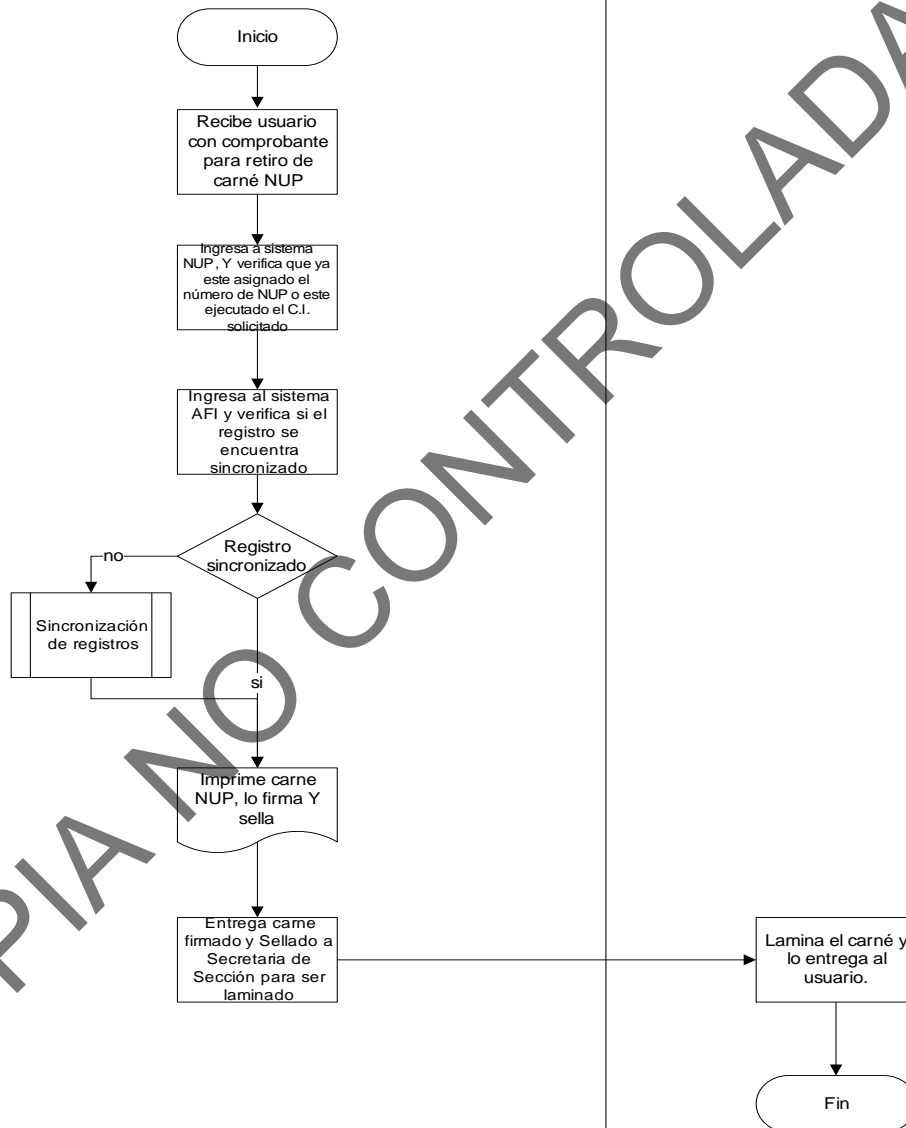 Inicio
Recibe usuario
con comprobante
para retiro de
carné NUP
Ingresa a sistema
NUP, Y verifica que ya
este asignado el
número de NUP o este
ejecutado el C.I.
solicitado
Ingresa al sistema
AFI y verifica si el
registro se
encuentra
sincronizado
Registro
sincronizado
no
Sincronización
de registros
si
Imprime carne
NUP, lo firma Y
sella
Entrega carne
firmado y Sellado a
Secretaria de
Sección para ser
laminado
Lamina el carné y
lo entrega al
usuario.
Fin
PIA NO CONTROLADA